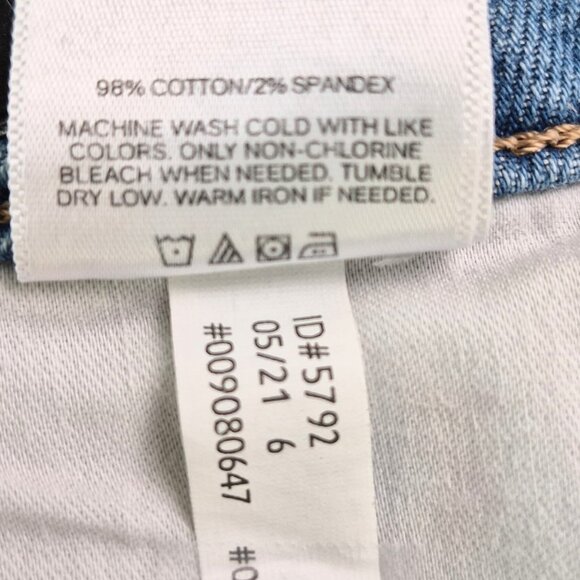 98% COTTON/2% SPANDEX
MACHINE WASH COLD WITH LIKE
COLORS. ONLY NON-CHLORINE
BLEACH WHEN NEEDED. TUMBLE
DRY LOW. WARM IRON IF NEEDED.
ID# 5792
05/21 6
#009080647
#0